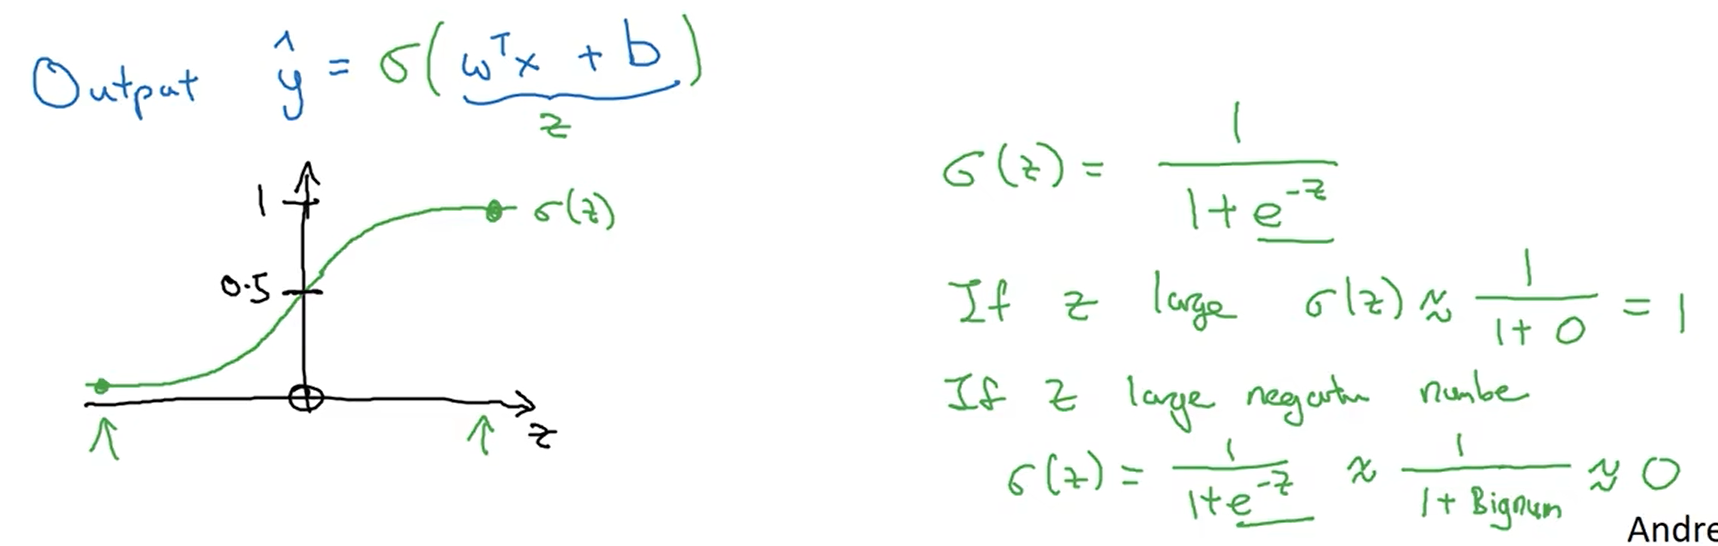 Output ŷ = σ(wᵀx + b)
z
1
σ(z)
0.5
z
σ(z) = 1 / (1 + e⁻ᶻ)
If z large σ(z) ≈ 1 / (1 + 0) = 1
If z large negative numbe
σ(z) = 1 / (1 + e⁻ᶻ) ≈ 1 / (1 + Bignum) ≈ 0
Andre